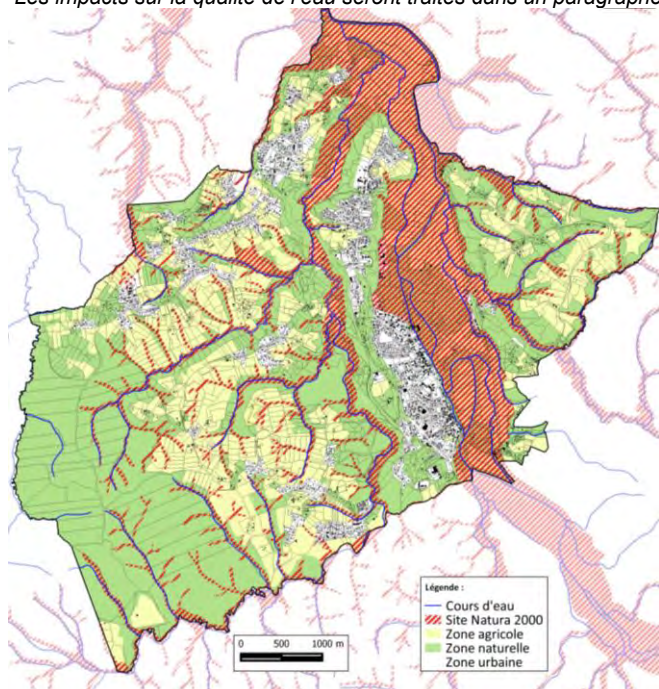 Les impacts sur la qualité de l'eau seront traités dans un paragraphe
Légende :
Cours d'eau
Site Natura 2000
Zone agricole
Zone naturelle
Zone urbaine
0 500 1000 m